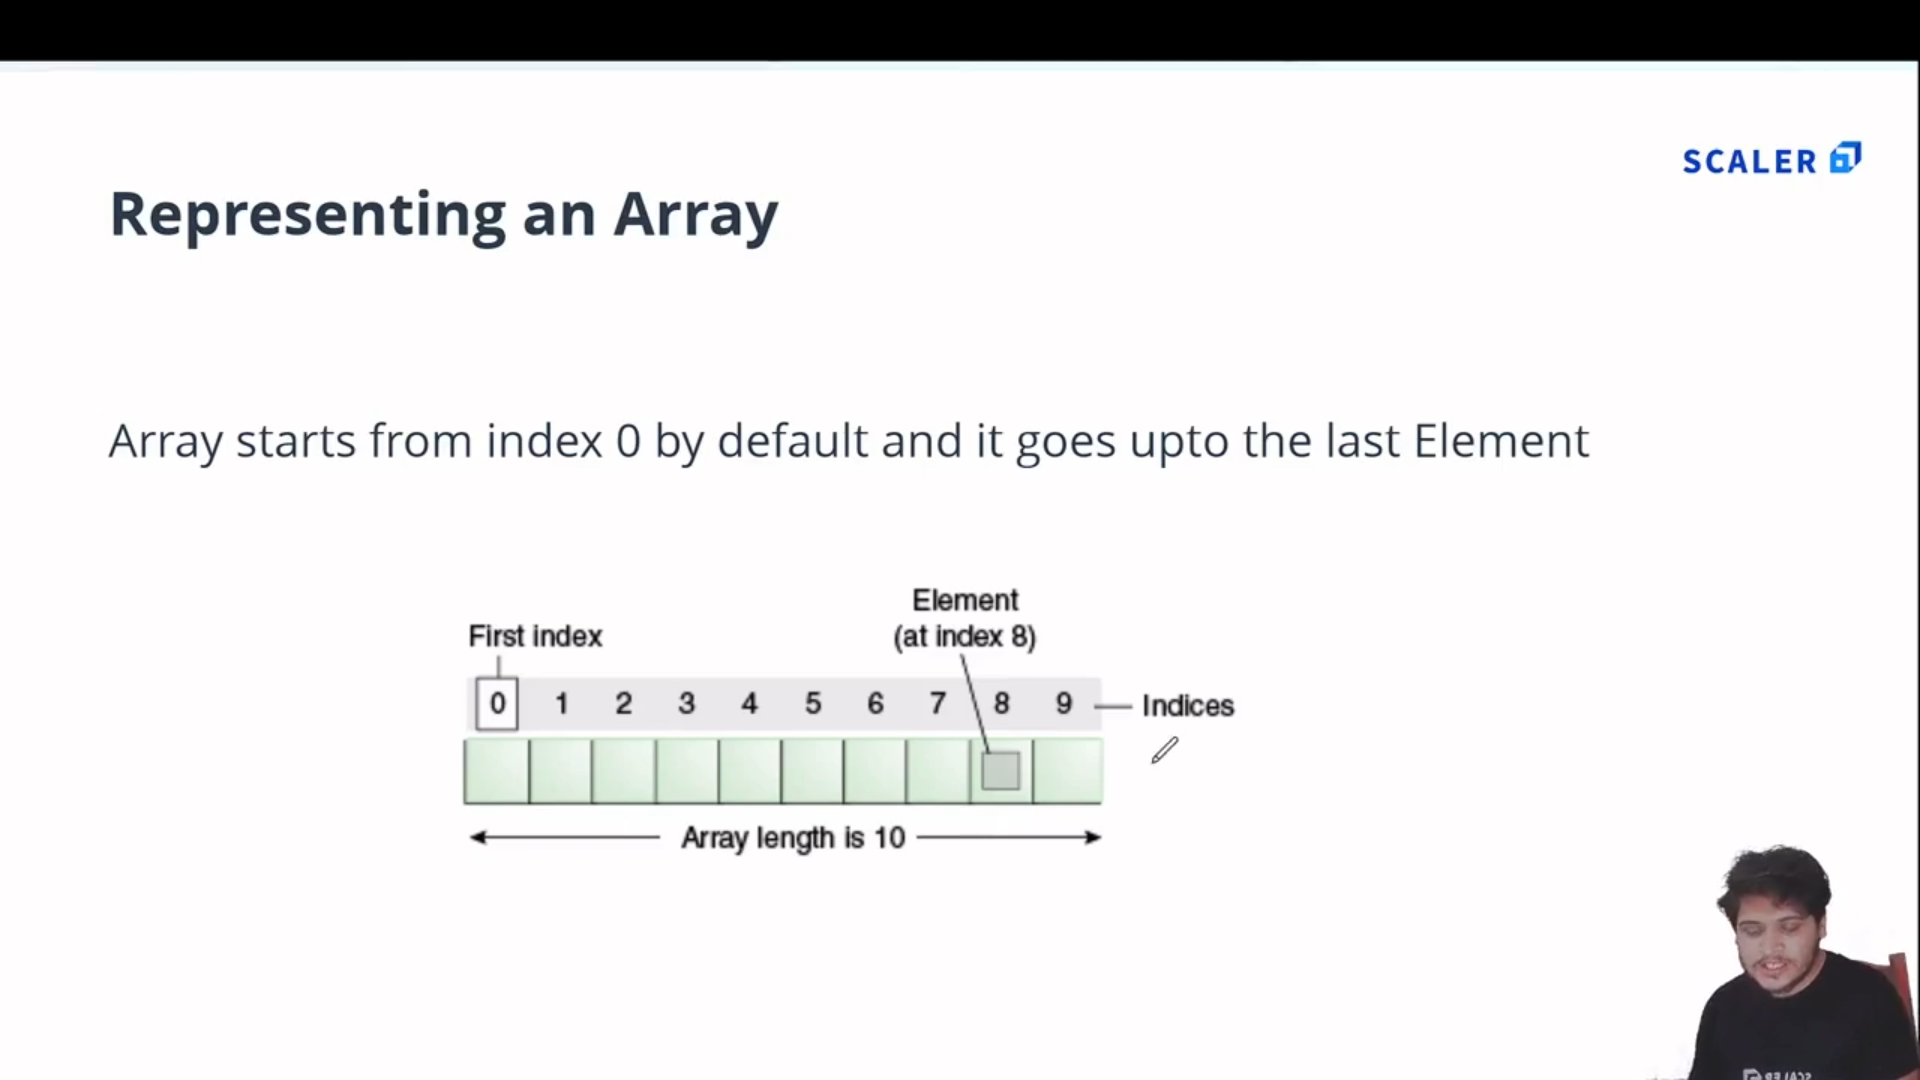 SCALER
Representing an Array
Array starts from index 0 by default and it goes upto the last Element
Element
First index
(at index 8)
0 1 2 3 4 5 6 7 8 9
Indices
Array length is 10